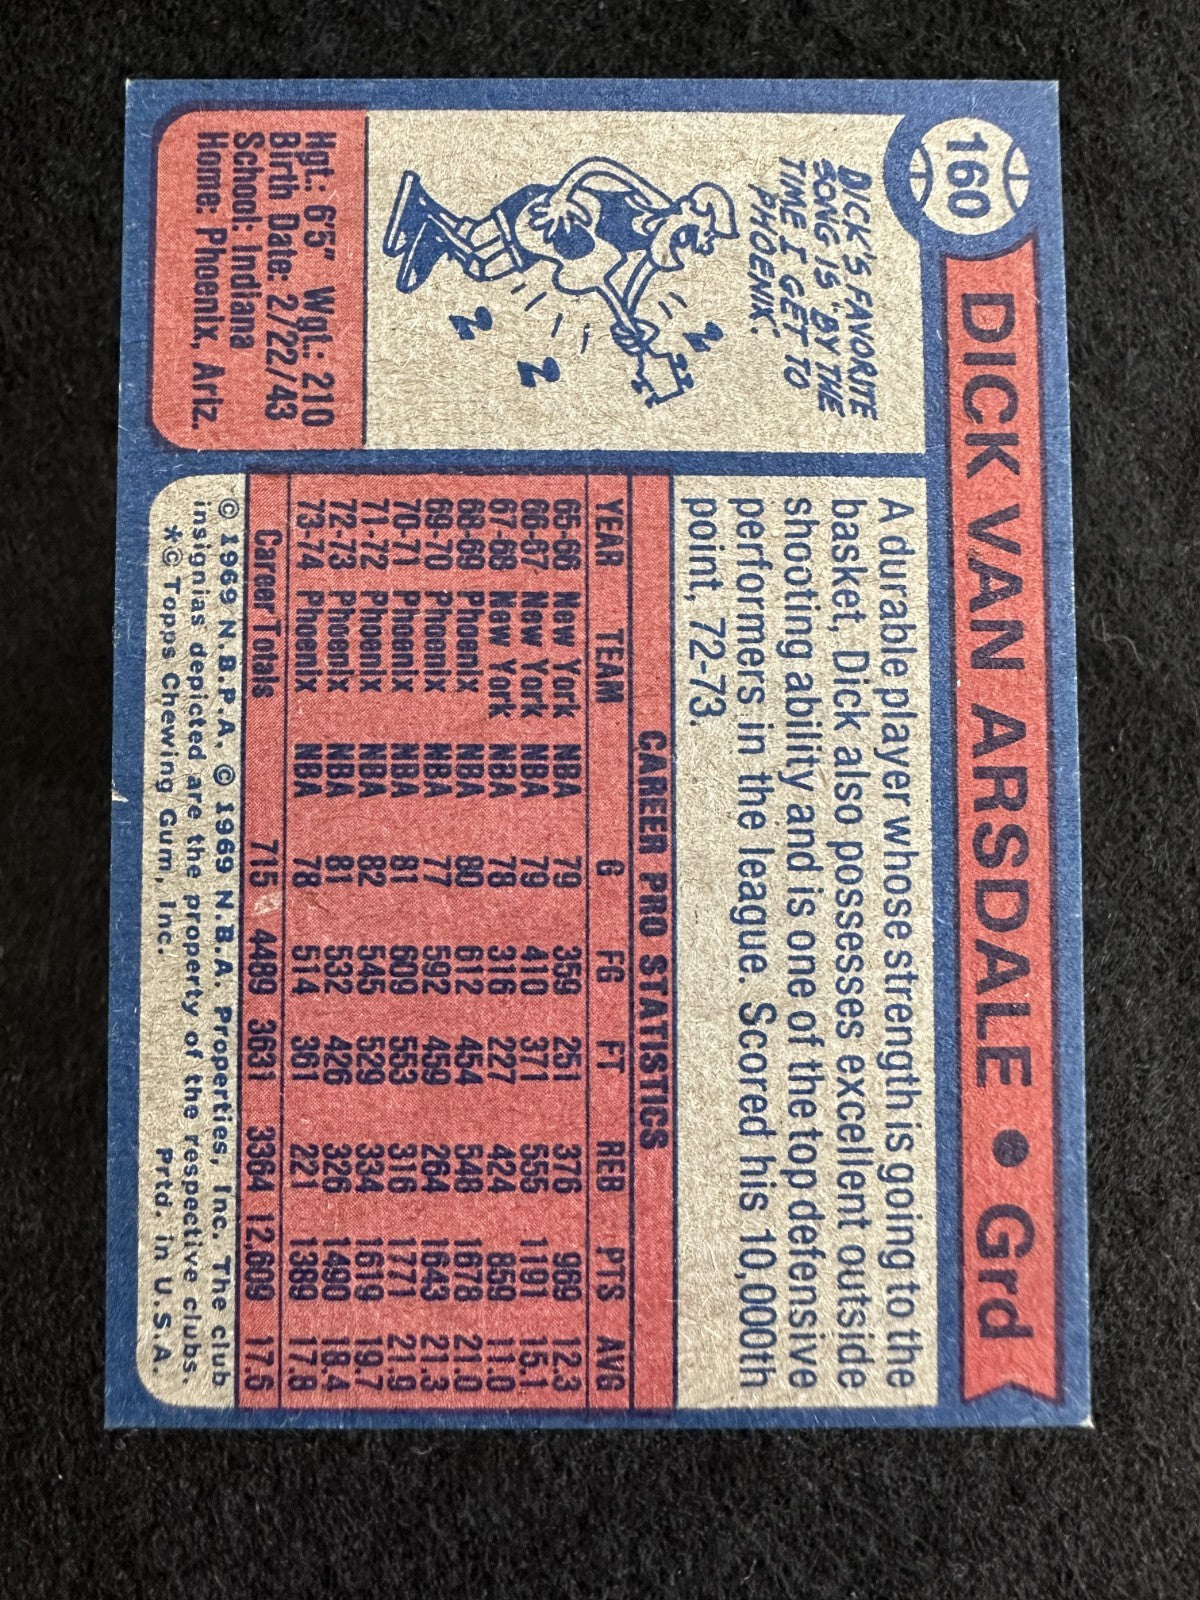 160
DICK VAN ARSDALE • Grd
DICK'S FAVORITE
SONG IS "BY THE
TIME I GET TO
PHOENIX."
Hgt.: 6'5" Wgt.: 210
Birth Date: 2/22/43
School: Indiana
Home: Phoenix, Ariz.
A durable player whose strength is going to the
basket, Dick also possesses excellent outside
shooting ability and is one of the top defensive
performers in the league. Scored his 10,000th
point, 72-73.
CAREER PRO STATISTICS
YEAR TEAM G FG FT REB PTS AVG
65-66 New York NBA 79 359 251 376 969 12.3
66-67 New York NBA 79 410 371 555 1191 15.1
67-68 New York NBA 78 316 227 424 859 11.0
68-69 Phoenix NBA 80 612 454 548 1678 21.0
69-70 Phoenix NBA 77 592 459 264 1643 21.3
70-71 Phoenix NBA 81 609 553 316 1771 21.9
71-72 Phoenix NBA 82 545 529 334 1619 19.7
72-73 Phoenix NBA 81 532 426 326 1490 18.4
73-74 Phoenix NBA 78 514 361 221 1389 17.8
Career Totals 715 4489 3631 3364 12,609 17.6
© 1969 N.B.P.A. © 1969 N.B.A. Properties, Inc. The club
insignias depicted are the property of the respective clubs.
*© Topps Chewing Gum, Inc. Prtd. in U.S.A.